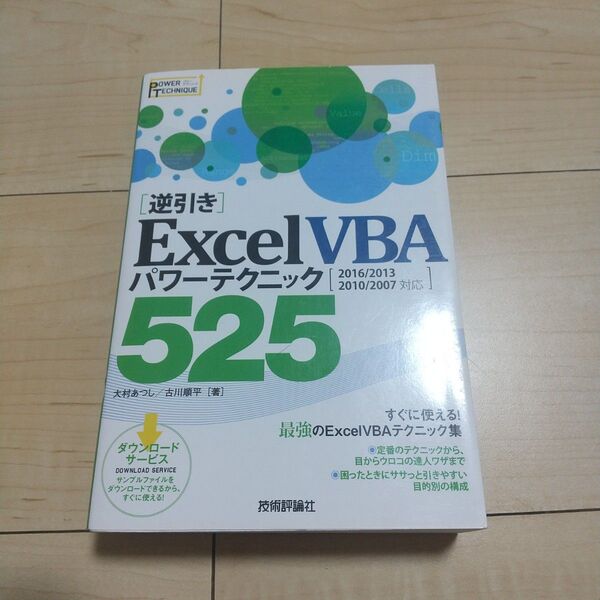 POWER
TECHNIQUE
Value
Dim
[逆引き]
Excel VBA
パワーテクニック
[2016/2013
2010/2007 対応]
525
大村あつし/古川順平 [著]
ダウンロード
サービス
DOWNLOAD SERVICE
サンプルファイルを
ダウンロードできるから、
すぐに使える!
すぐに使える!
最強のExcelVBAテクニック集
定番のテクニックから、
目からウロコの達人ワザまで
困ったときにササっと引きやすい
目的別の構成
技術評論社